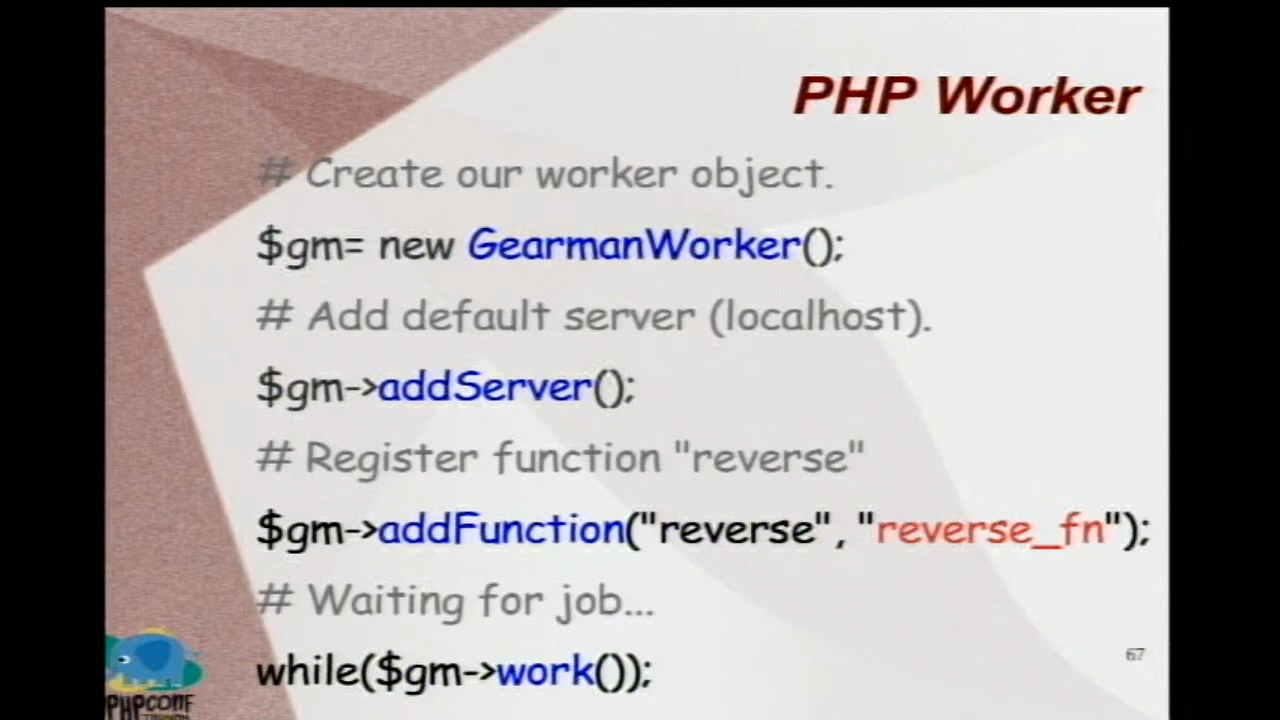 PHP Worker
# Create our worker object.
$gm= new GearmanWorker();
# Add default server (localhost).
$gm->addServer();
# Register function "reverse"
$gm->addFunction("reverse", "reverse_fn");
# Waiting for job...
while($gm->work());
67
PHPCONF